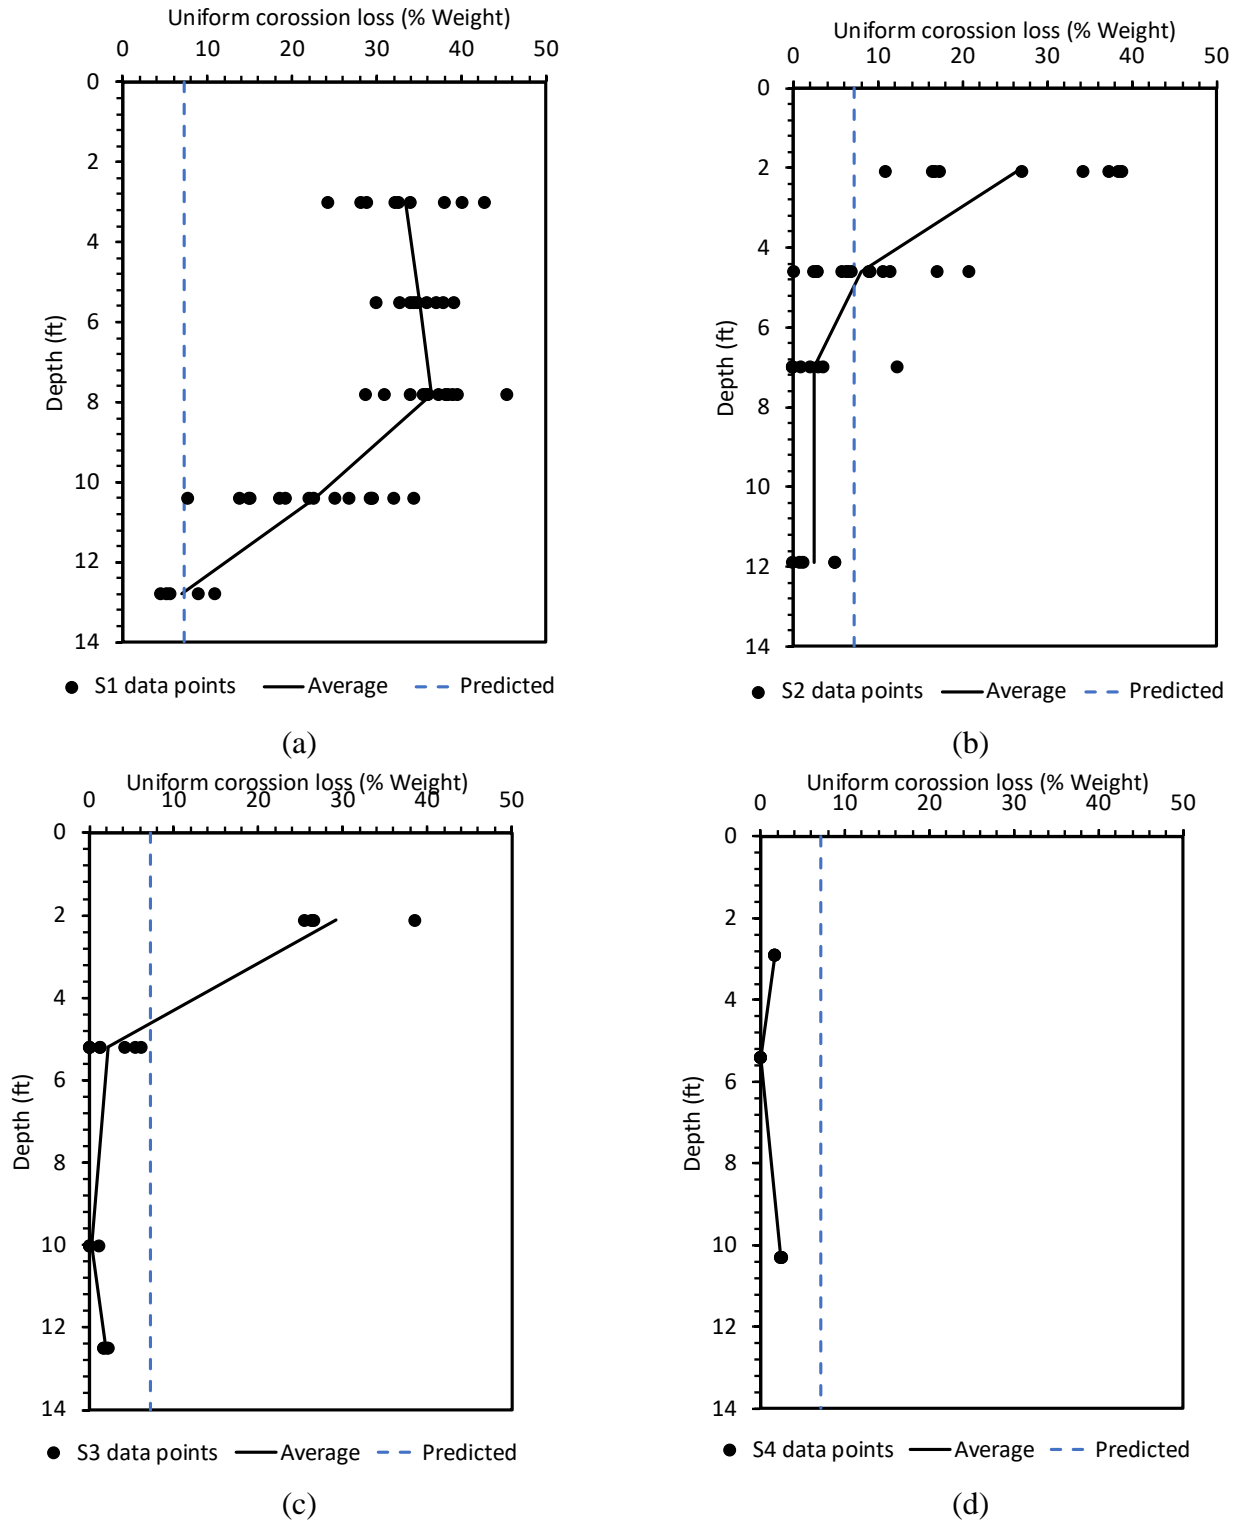 Uniform corossion loss (% Weight)
0 10 20 30 40 50
0
2
4
6
8
10
12
14
Depth (ft)
S1 data points Average Predicted
(a)
Uniform corossion loss (% Weight)
0 10 20 30 40 50
0
2
4
6
8
10
12
14
Depth (ft)
S2 data points Average Predicted
(b)
Uniform corossion loss (% Weight)
0 10 20 30 40 50
0
2
4
6
8
10
12
14
Depth (ft)
S3 data points Average Predicted
(c)
Uniform corossion loss (% Weight)
0 10 20 30 40 50
0
2
4
6
8
10
12
14
Depth (ft)
S4 data points Average Predicted
(d)